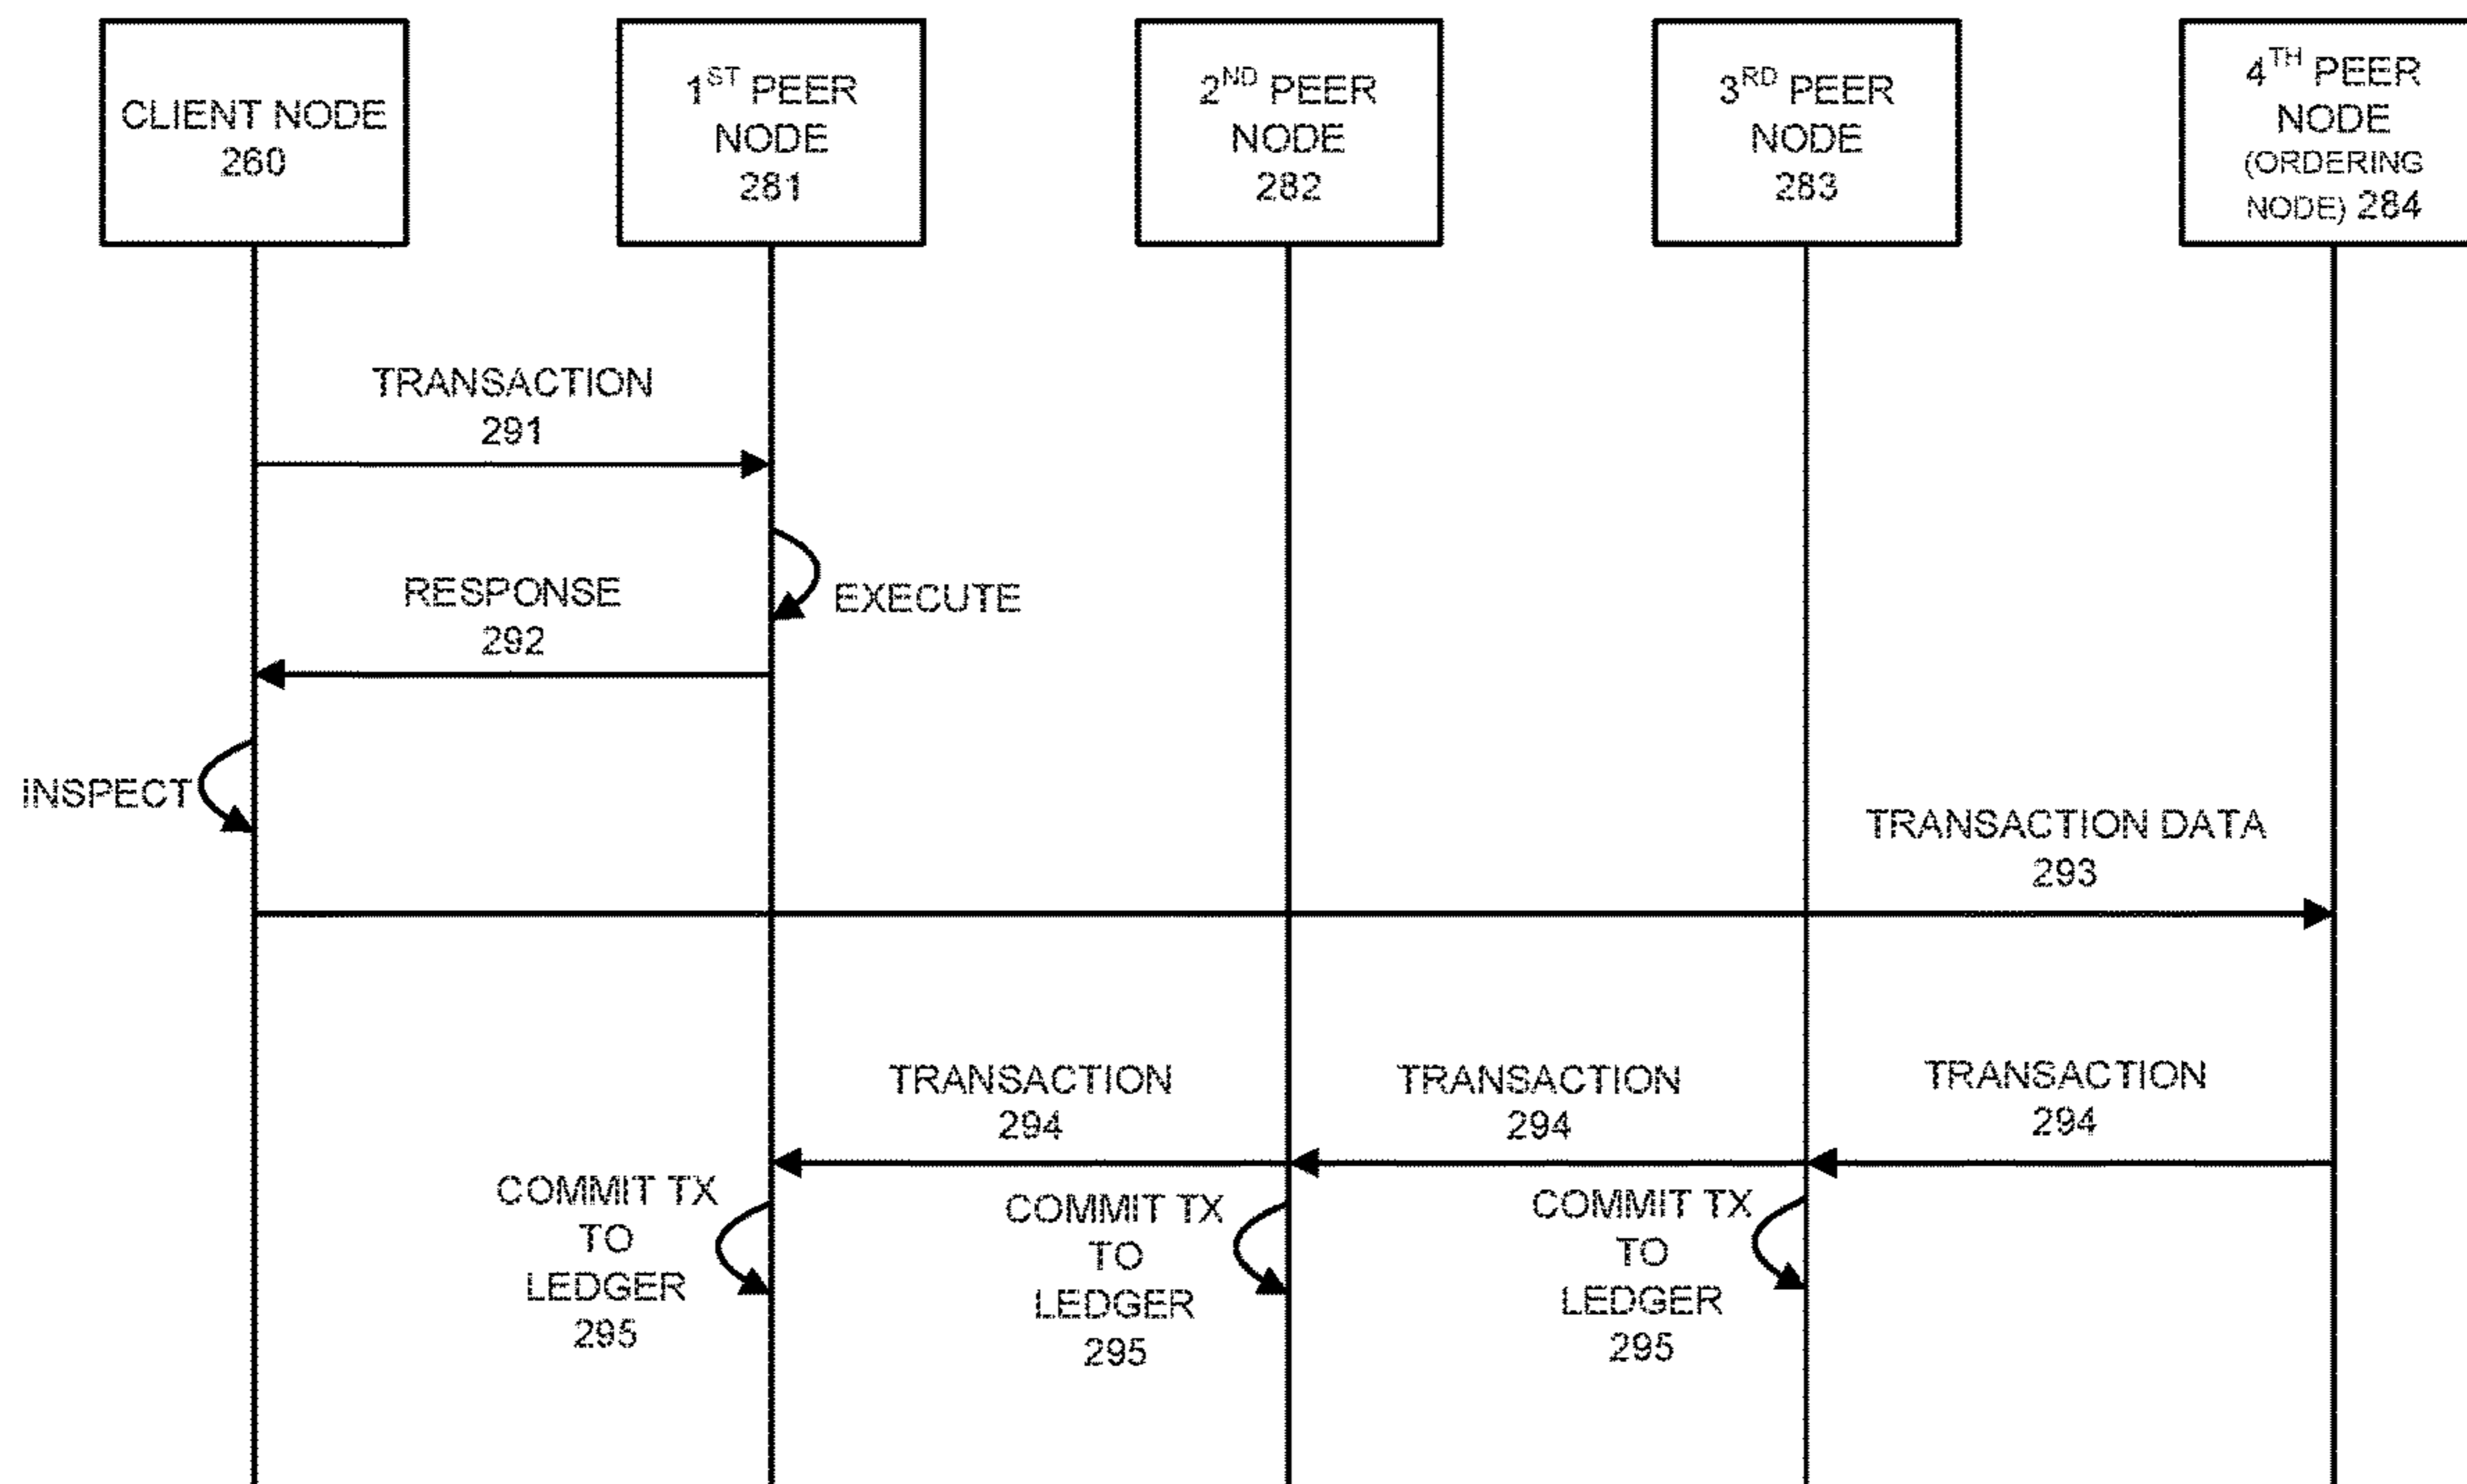 CLIENT NODE
260
1ST PEER
NODE
281
2ND PEER
NODE
282
3RD PEER
NODE
283
4TH PEER
NODE
(ORDERING
NODE) 284
TRANSACTION
291
EXECUTE
RESPONSE
292
INSPECT
TRANSACTION DATA
293
TRANSACTION
294
TRANSACTION
294
TRANSACTION
294
COMMIT TX
TO
LEDGER
295
COMMIT TX
TO
LEDGER
295
COMMIT TX
TO
LEDGER
295